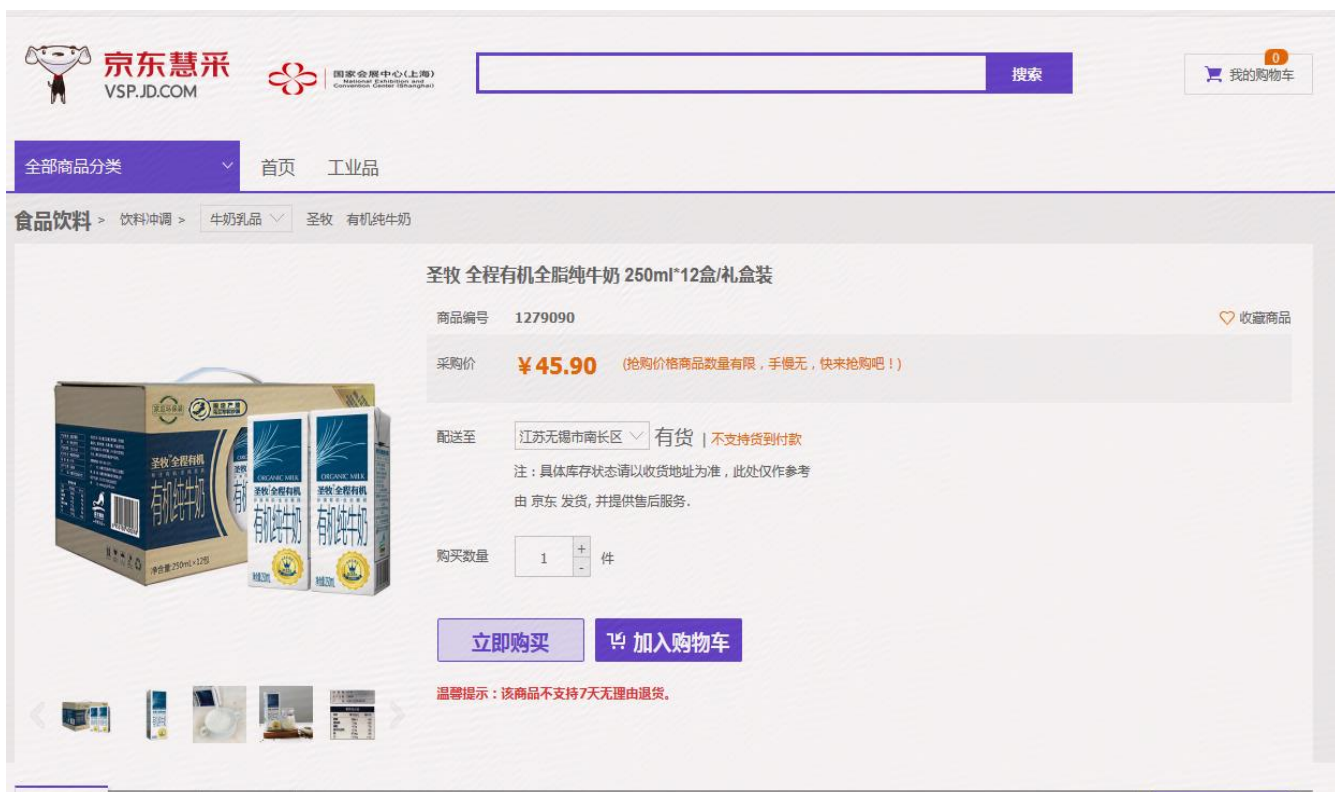 京东慧采
VSP.JD.COM
国家会展中心(上海)
National Exhibition and
Convention Center (Shanghai)
搜索
0
我的购物车
全部商品分类
首页 工业品
食品饮料 > 饮料冲调 > 牛奶乳品 圣牧 有机纯牛奶
圣牧 全程有机全脂纯牛奶 250ml*12盒/礼盒装
商品编号 1279090
收藏商品
采购价 ¥45.90 (抢购价格商品数量有限，手慢无，快来抢购吧！)
配送至 江苏无锡市南长区 有货 | 不支持货到付款
注：具体库存状态请以收货地址为准，此处仅作参考
由 京东 发货, 并提供售后服务.
购买数量 1 + - 件
立即购买 加入购物车
温馨提示：该商品不支持7天无理由退货。
圣牧 全程有机
有机纯牛奶
净含量:250mL×12包
ORGANIC MILK
圣牧 全程有机
有机纯牛奶
ORGANIC MILK
圣牧 全程有机
有机纯牛奶